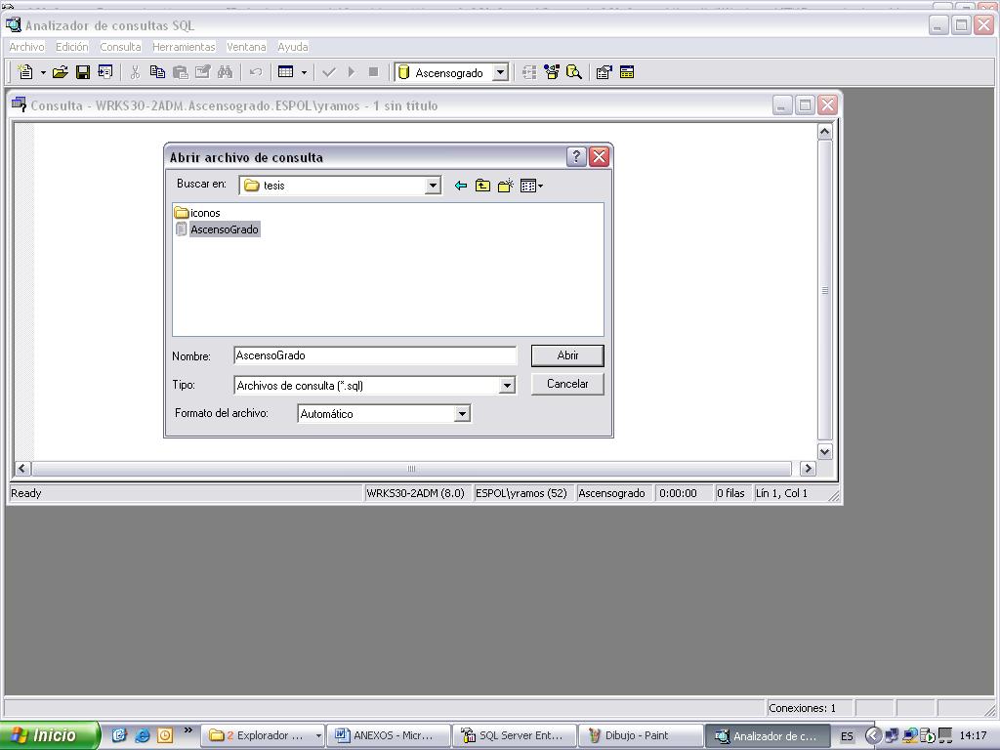 Analizador de consultas SQL
Archivo Edición Consulta Herramientas Ventana Ayuda
Ascensogrado
Consulta - WRKS30-2ADM.Ascensogrado.ESPOL\yramos - 1 sin título
Abrir archivo de consulta
Buscar en: tesis
iconos
AscensoGrado
Nombre: AscensoGrado Abrir
Tipo: Archivos de consulta (*.sql) Cancelar
Formato del archivo: Automático
Ready WRKS30-2ADM (8.0) ESPOL\yramos (52) Ascensogrado 0:00:00 0 filas Lín 1, Col 1
Conexiones: 1
Inicio » 2 Explorador ... ANEXOS - Micr... SQL Server Ent... Dibujo - Paint Analizador de c... ES 14:17